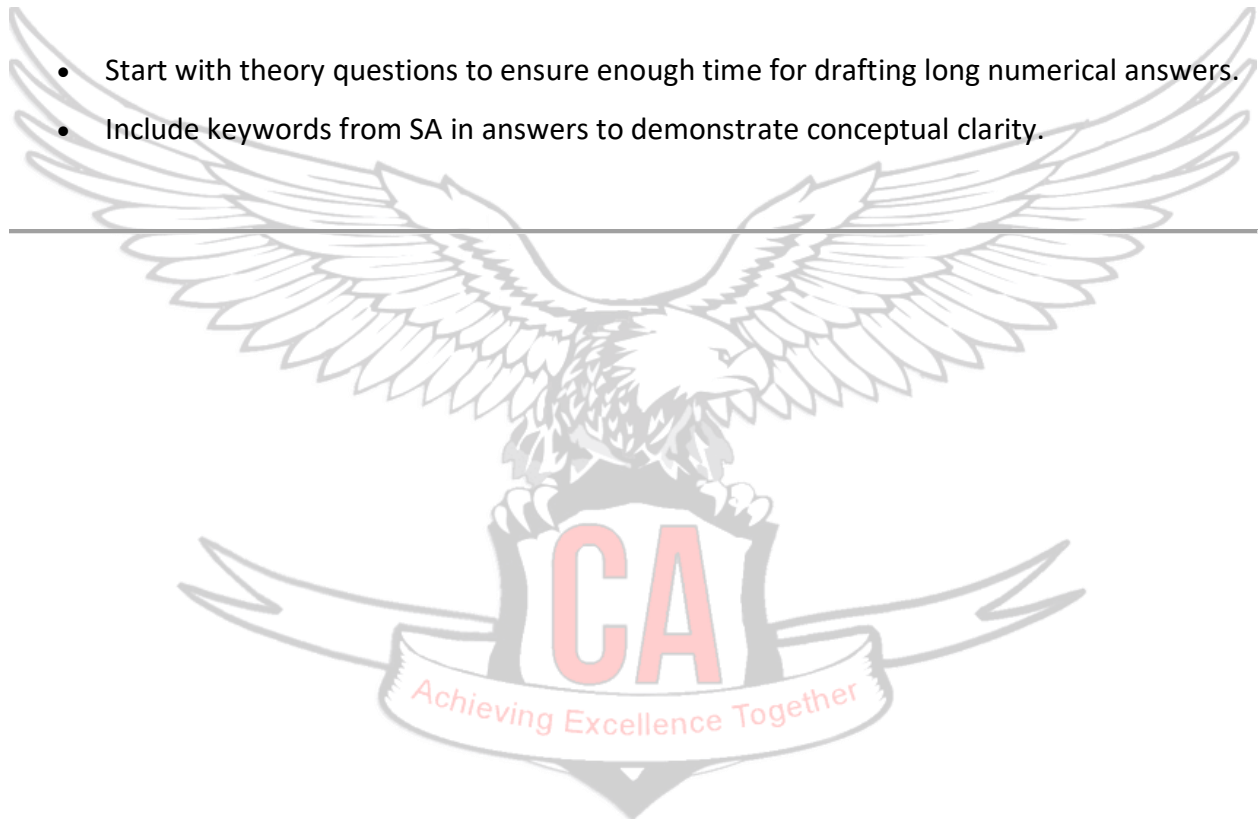 • Start with theory questions to ensure enough time for drafting long numerical answers.
• Include keywords from SA in answers to demonstrate conceptual clarity.
CA
Achieving Excellence Together